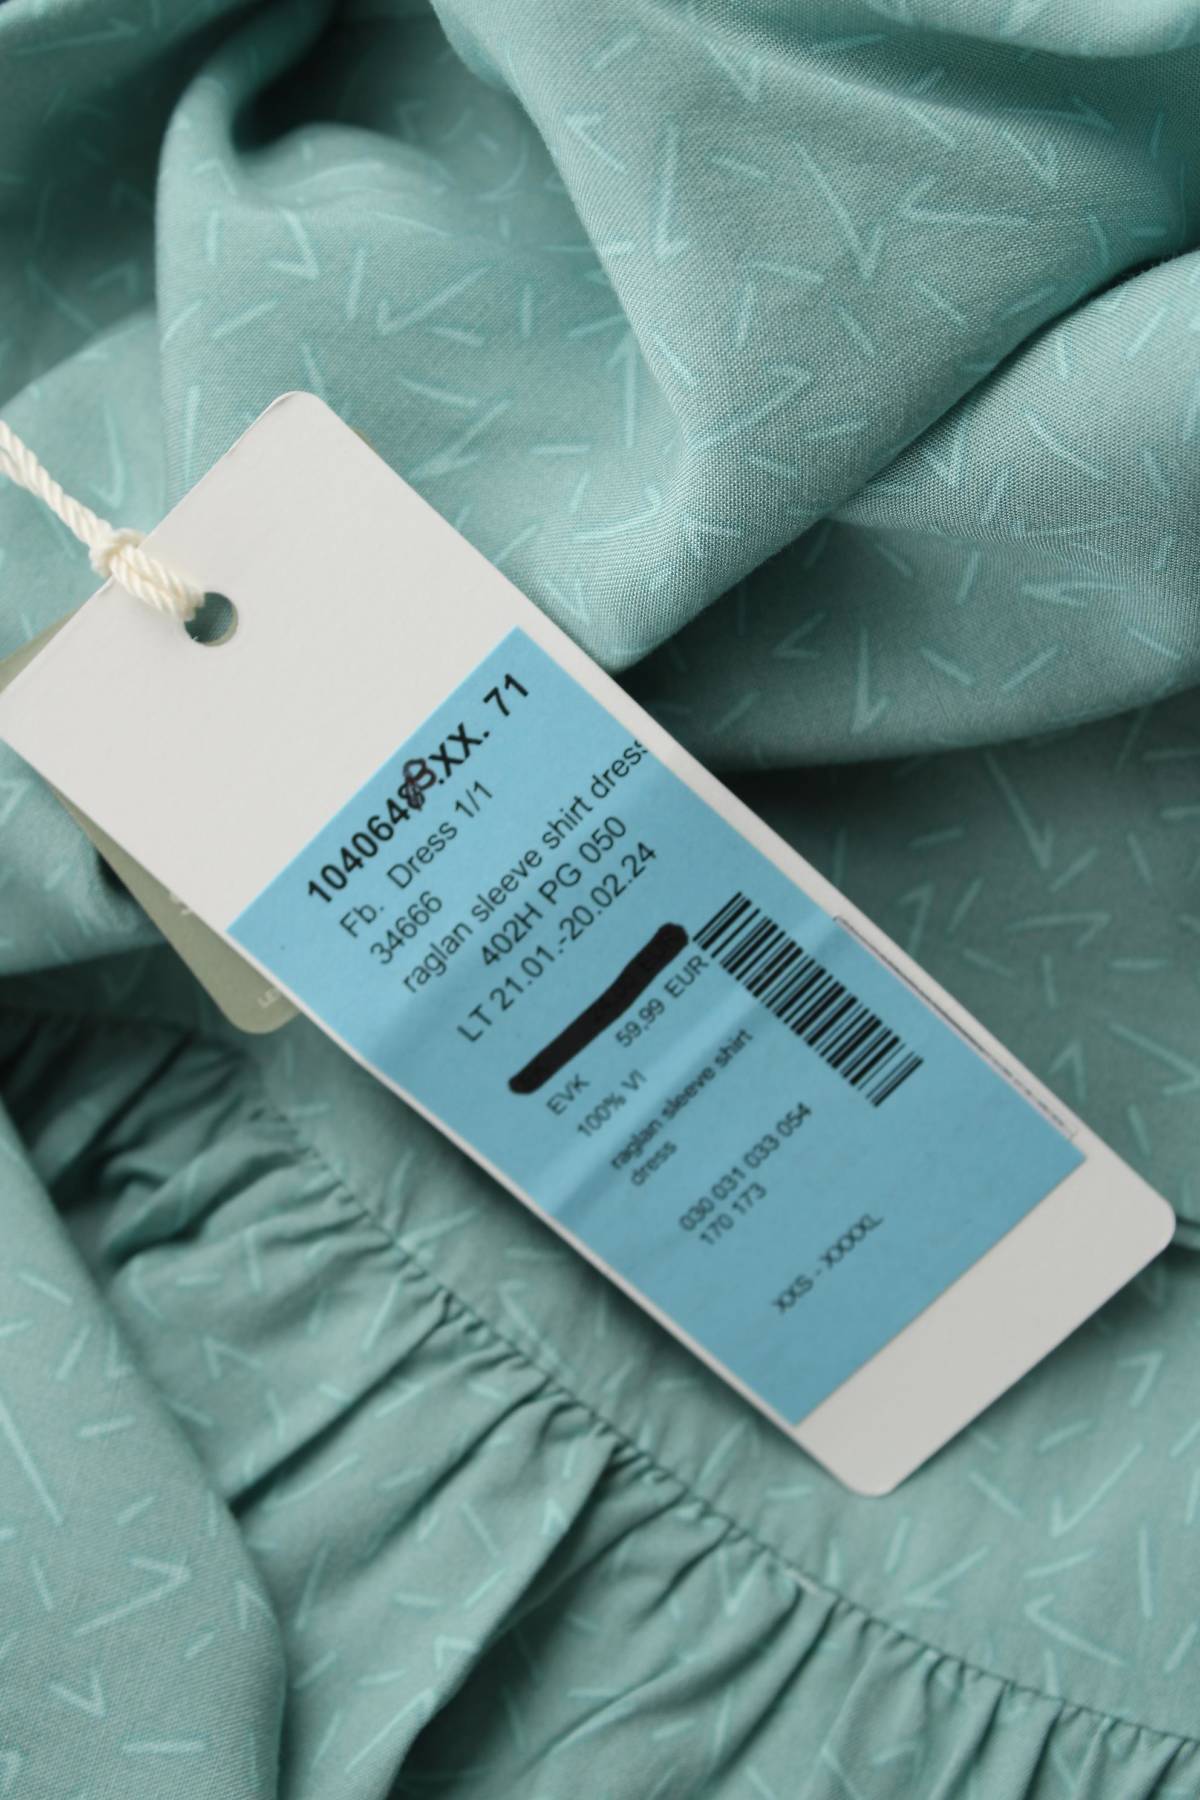 1040648.XX. 71
Fb. Dress 1/1
34666
raglan sleeve shirt dress
402H PG 050
LT 21.01.-20.02.24
EVK 59,99 EUR
100% VI
raglan sleeve shirt
dress
030 031 033 054
170 173
XXS - XXXXL